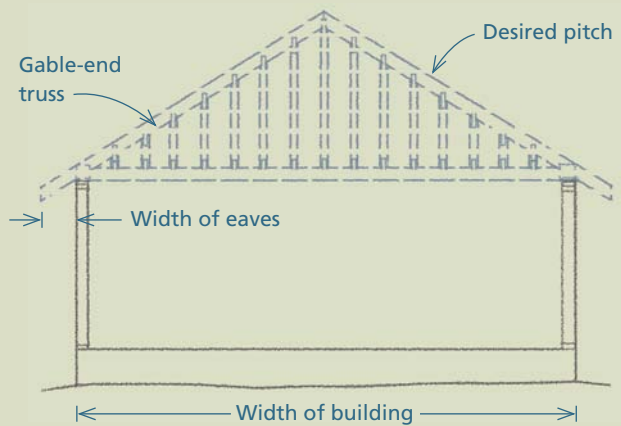 Desired pitch
Gable-end
truss
Width of eaves
Width of building